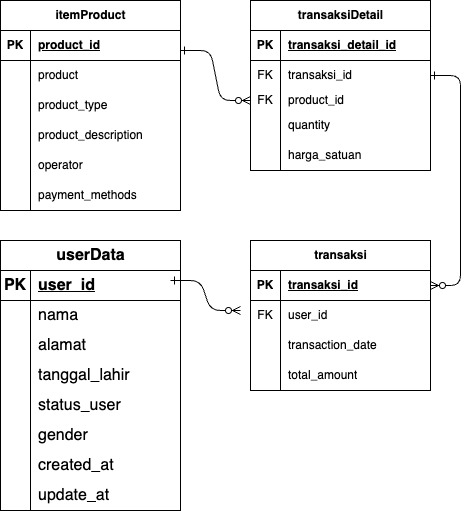 itemProduct
PK product_id
product
product_type
product_description
operator
payment_methods
transaksiDetail
PK transaksi_detail_id
FK transaksi_id
FK product_id
quantity
harga_satuan
userData
PK user_id
nama
alamat
tanggal_lahir
status_user
gender
created_at
update_at
transaksi
PK transaksi_id
FK user_id
transaction_date
total_amount